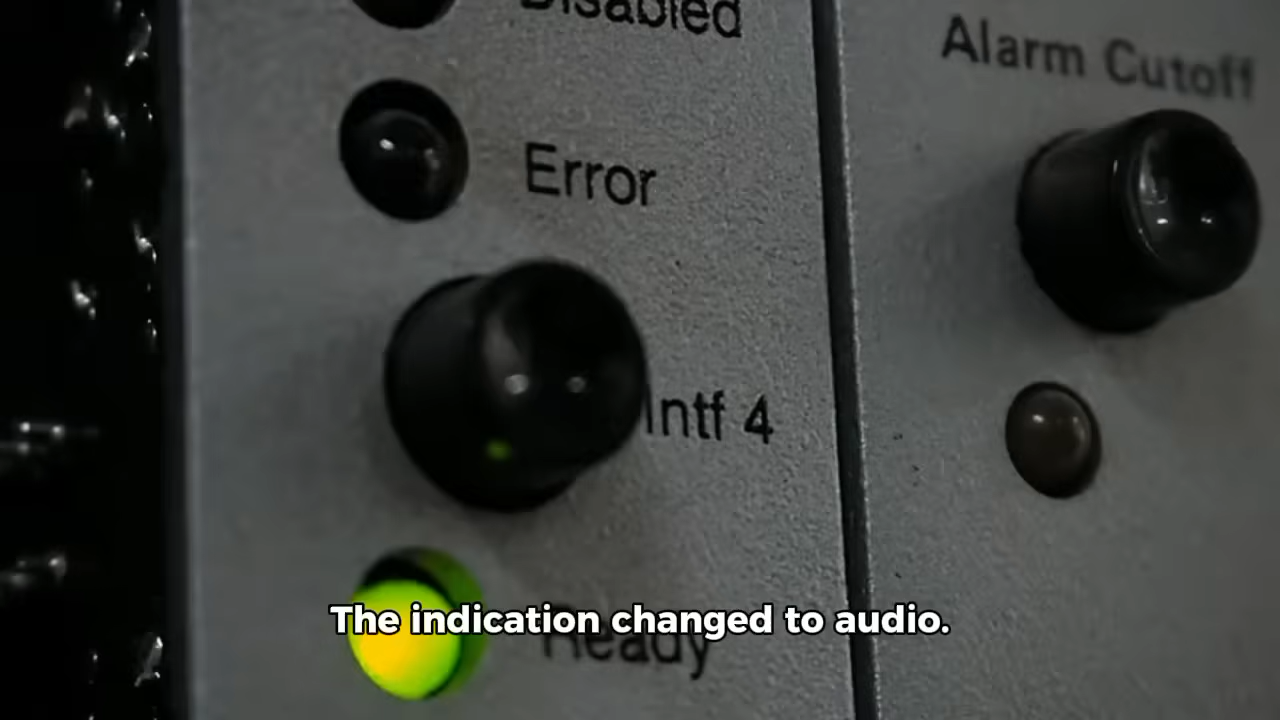 Disabled
Alarm Cutoff
Error
Intf 4
Ready
The indication changed to audio.